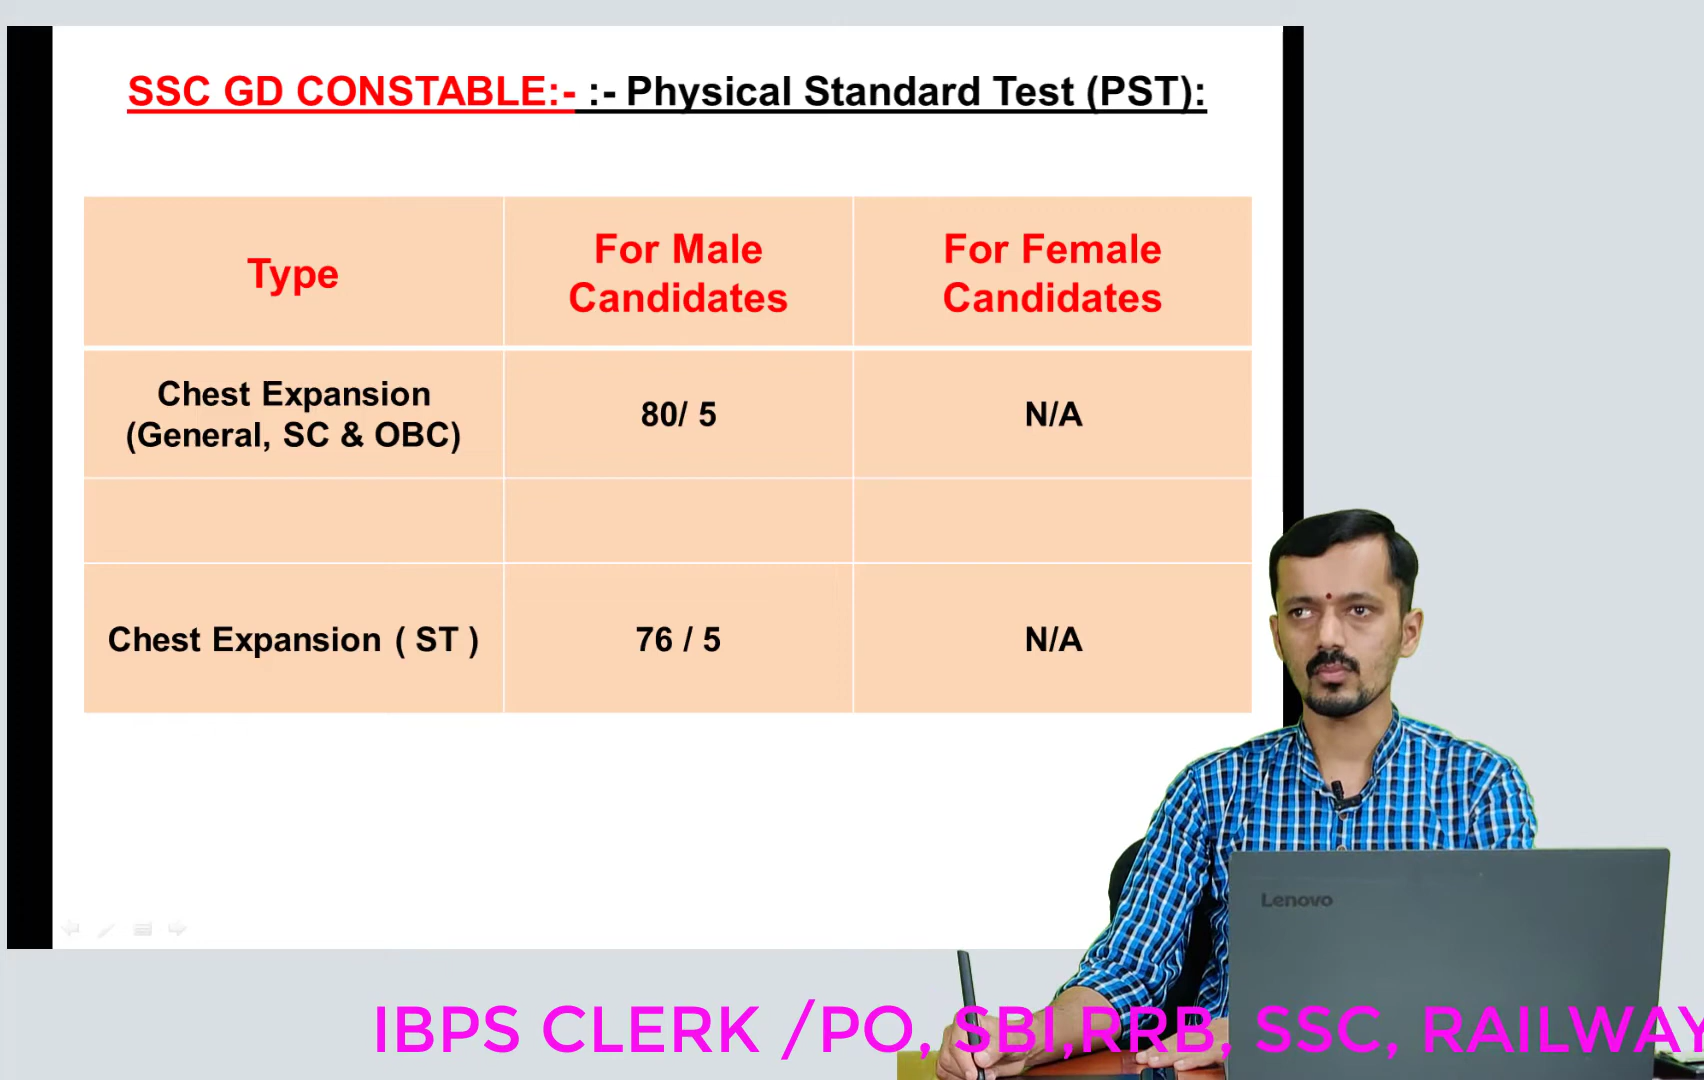 SSC GD CONSTABLE:- :- Physical Standard Test (PST):
Type
For Male
Candidates
For Female
Candidates
Chest Expansion
(General, SC & OBC)
80/ 5
N/A
Chest Expansion ( ST )
76 / 5
N/A
Lenovo
IBPS CLERK /PO, SBI,RRB, SSC, RAILWAY